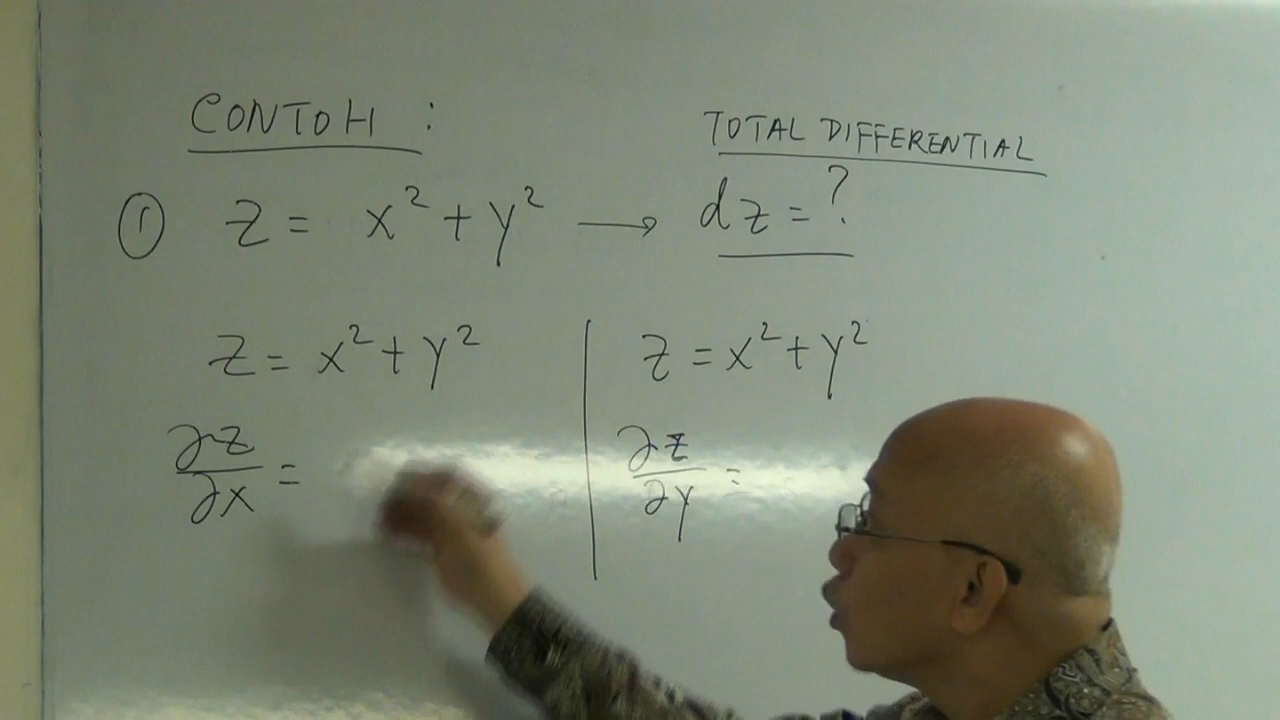 CONTOH :
TOTAL DIFFERENTIAL
① z = x² + y² → dz = ?
z = x² + y²
∂z/∂x =
z = x² + y²
∂z/∂y =